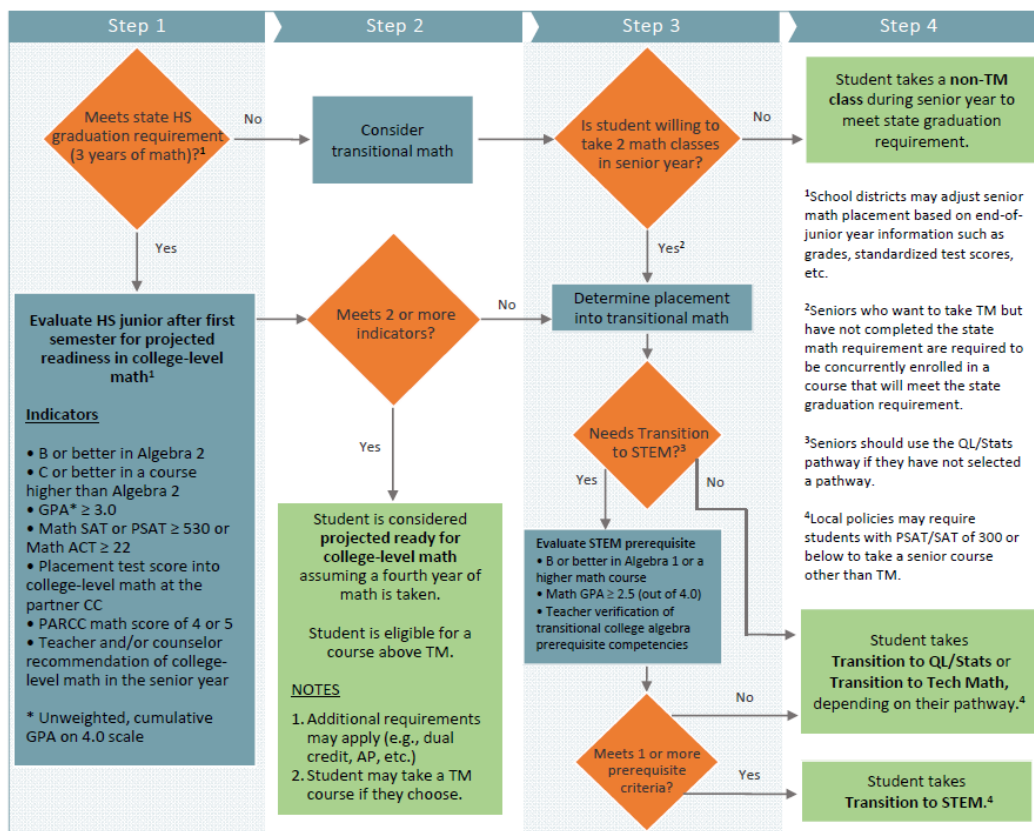 Step 1
Step 2
Step 3
Step 4
Meets state HS
graduation requirement
(3 years of math)?¹
No
Yes
Consider
transitional math
Is student willing to
take 2 math classes
in senior year?
No
Yes²
Student takes a non-TM
class during senior year to
meet state graduation
requirement.
Evaluate HS junior after first
semester for projected
readiness in college-level
math¹
Indicators
• B or better in Algebra 2
• C or better in a course
higher than Algebra 2
• GPA* ≥ 3.0
• Math SAT or PSAT ≥ 530 or
Math ACT ≥ 22
• Placement test score into
college-level math at the
partner CC
• PARCC math score of 4 or 5
• Teacher and/or counselor
recommendation of college-
level math in the senior year
* Unweighted, cumulative
GPA on 4.0 scale
Meets 2 or more
indicators?
No
Yes
Student is considered
projected ready for
college-level math
assuming a fourth year of
math is taken.
Student is eligible for a
course above TM.
NOTES
1. Additional requirements
may apply (e.g., dual
credit, AP, etc.)
2. Student may take a TM
course if they choose.
Determine placement
into transitional math
Needs Transition
to STEM?³
Yes
No
Evaluate STEM prerequisite
• B or better in Algebra 1 or a
higher math course
• Math GPA ≥ 2.5 (out of 4.0)
• Teacher verification of
transitional college algebra
prerequisite competencies
Meets 1 or more
prerequisite
criteria?
No
Yes
¹School districts may adjust senior
math placement based on end-of-
junior year information such as
grades, standardized test scores,
etc.
²Seniors who want to take TM but
have not completed the state
math requirement are required to
be concurrently enrolled in a
course that will meet the state
graduation requirement.
³Seniors should use the QL/Stats
pathway if they have not selected
a pathway.
⁴Local policies may require
students with PSAT/SAT of 300 or
below to take a senior course
other than TM.
Student takes
Transition to QL/Stats or
Transition to Tech Math,
depending on their pathway.⁴
Student takes
Transition to STEM.⁴